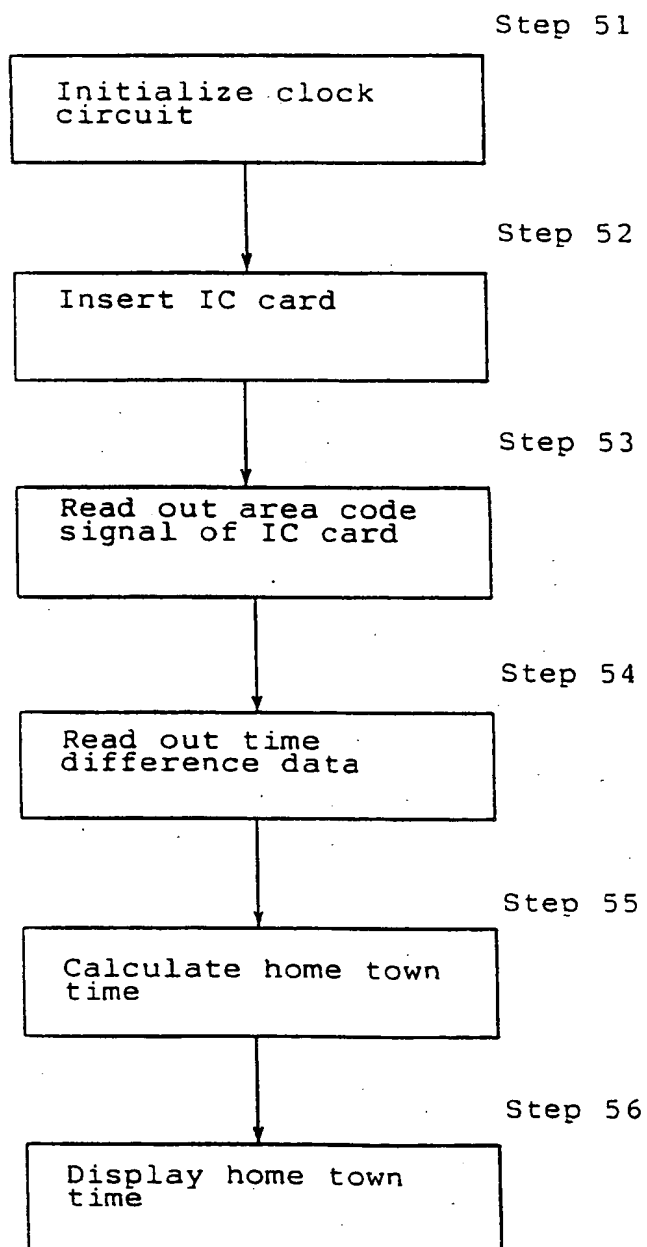 Step 51
Initialize clock
circuit
Step 52
Insert IC card
Step 53
Read out area code
signal of IC card
Step 54
Read out time
difference data
Step 55
Calculate home town
time
Step 56
Display home town
time